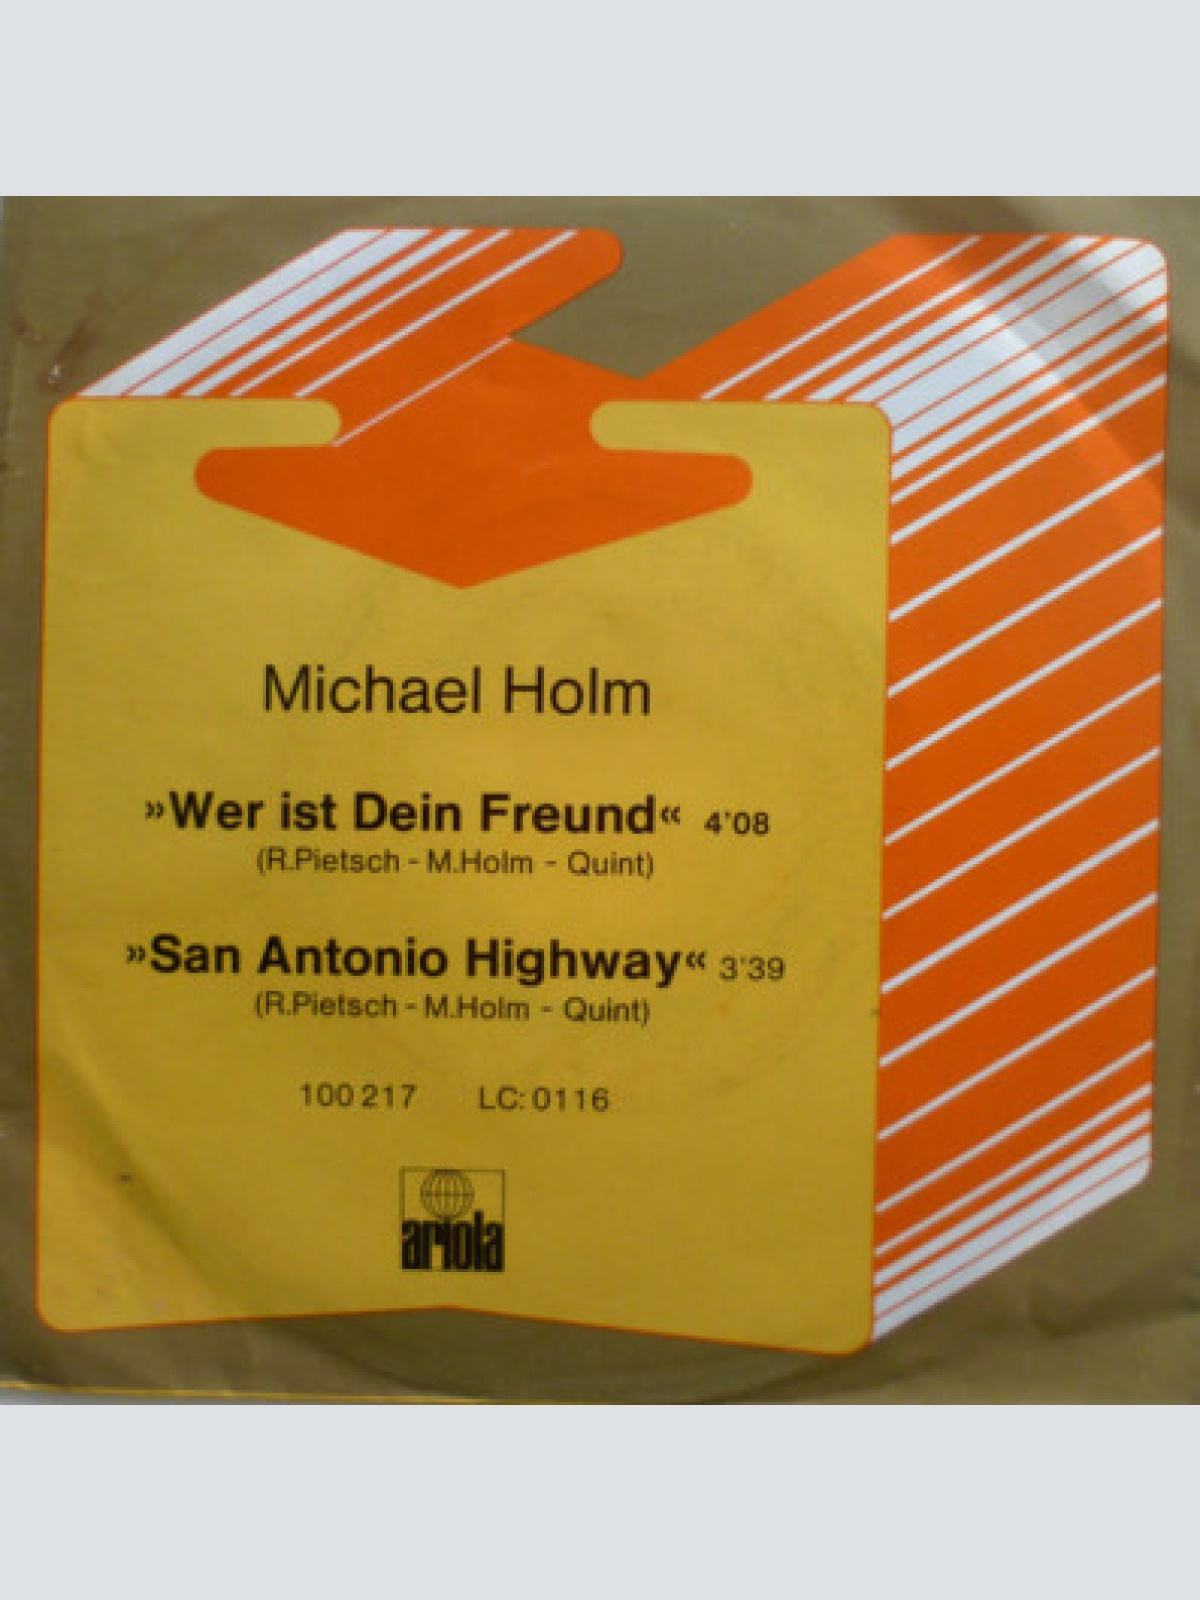 Michael Holm
»Wer ist Dein Freund« 4'08
(R.Pietsch - M.Holm - Quint)
»San Antonio Highway« 3'39
(R.Pietsch - M.Holm - Quint)
100 217 LC: 0116
ariola